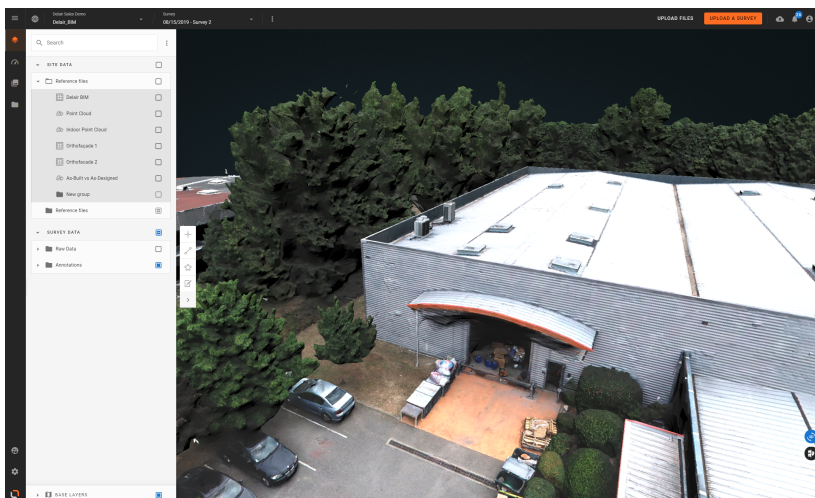 Delair Sales Demo
Delair_BIM
Survey
08/15/2019 - Survey 2
UPLOAD FILES
UPLOAD A SURVEY
Search
SITE DATA
Reference files
Delair BIM
Point Cloud
Indoor Point Cloud
Orthofaçade 1
Orthofacade 2
As-Built vs As-Designed
New group
Reference files
SURVEY DATA
Raw Data
Annotations
BASE LAYERS